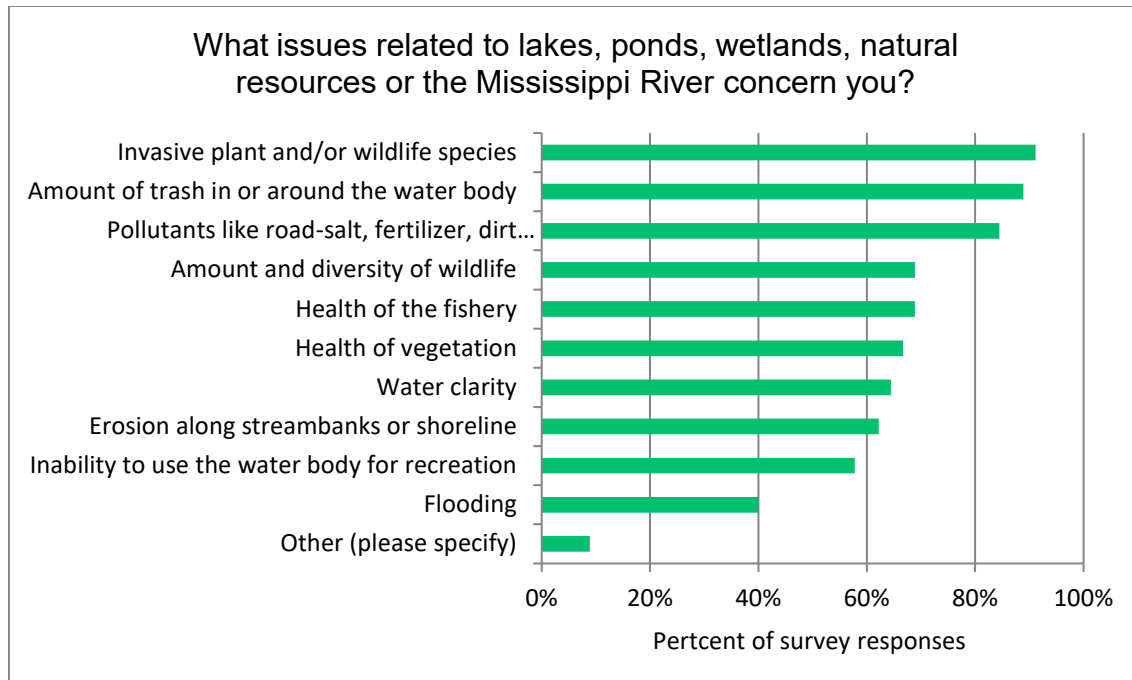 What issues related to lakes, ponds, wetlands, natural
resources or the Mississippi River concern you?
Invasive plant and/or wildlife species
Amount of trash in or around the water body
Pollutants like road-salt, fertilizer, dirt...
Amount and diversity of wildlife
Health of the fishery
Health of vegetation
Water clarity
Erosion along streambanks or shoreline
Inability to use the water body for recreation
Flooding
Other (please specify)
0% 20% 40% 60% 80% 100%
Pertcent of survey responses